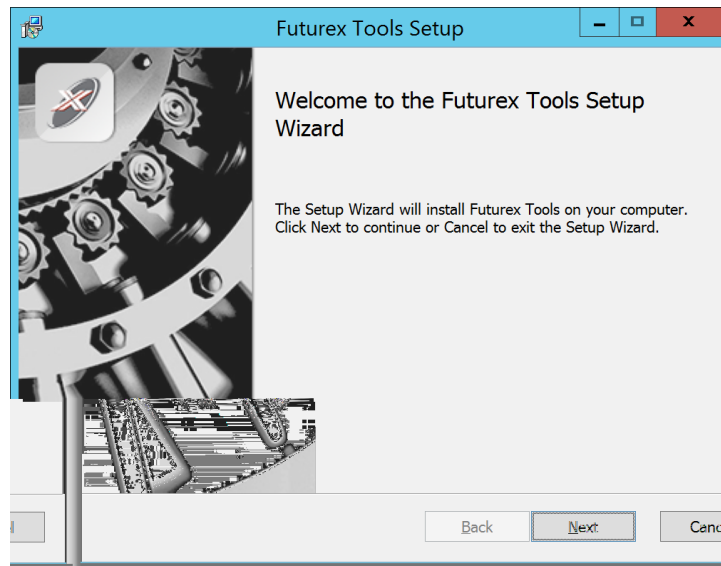 Futurex Tools Setup
Welcome to the Futurex Tools Setup
Wizard
The Setup Wizard will install Futurex Tools on your computer.
Click Next to continue or Cancel to exit the Setup Wizard.
Back
Next
Canc